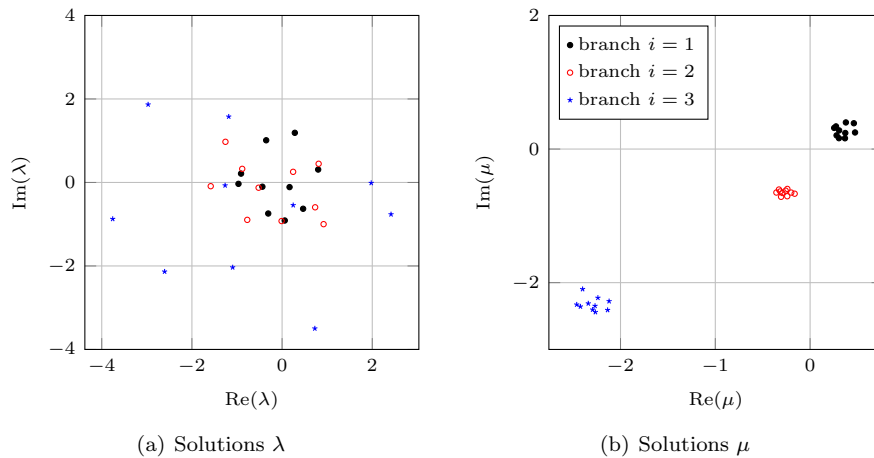 4
2
0
−2
−4
−4
−2
0
2
Im(λ)
Re(λ)
(a) Solutions λ
2
0
−2
−2
−1
0
Im(μ)
Re(μ)
branch i = 1
branch i = 2
branch i = 3
(b) Solutions μ